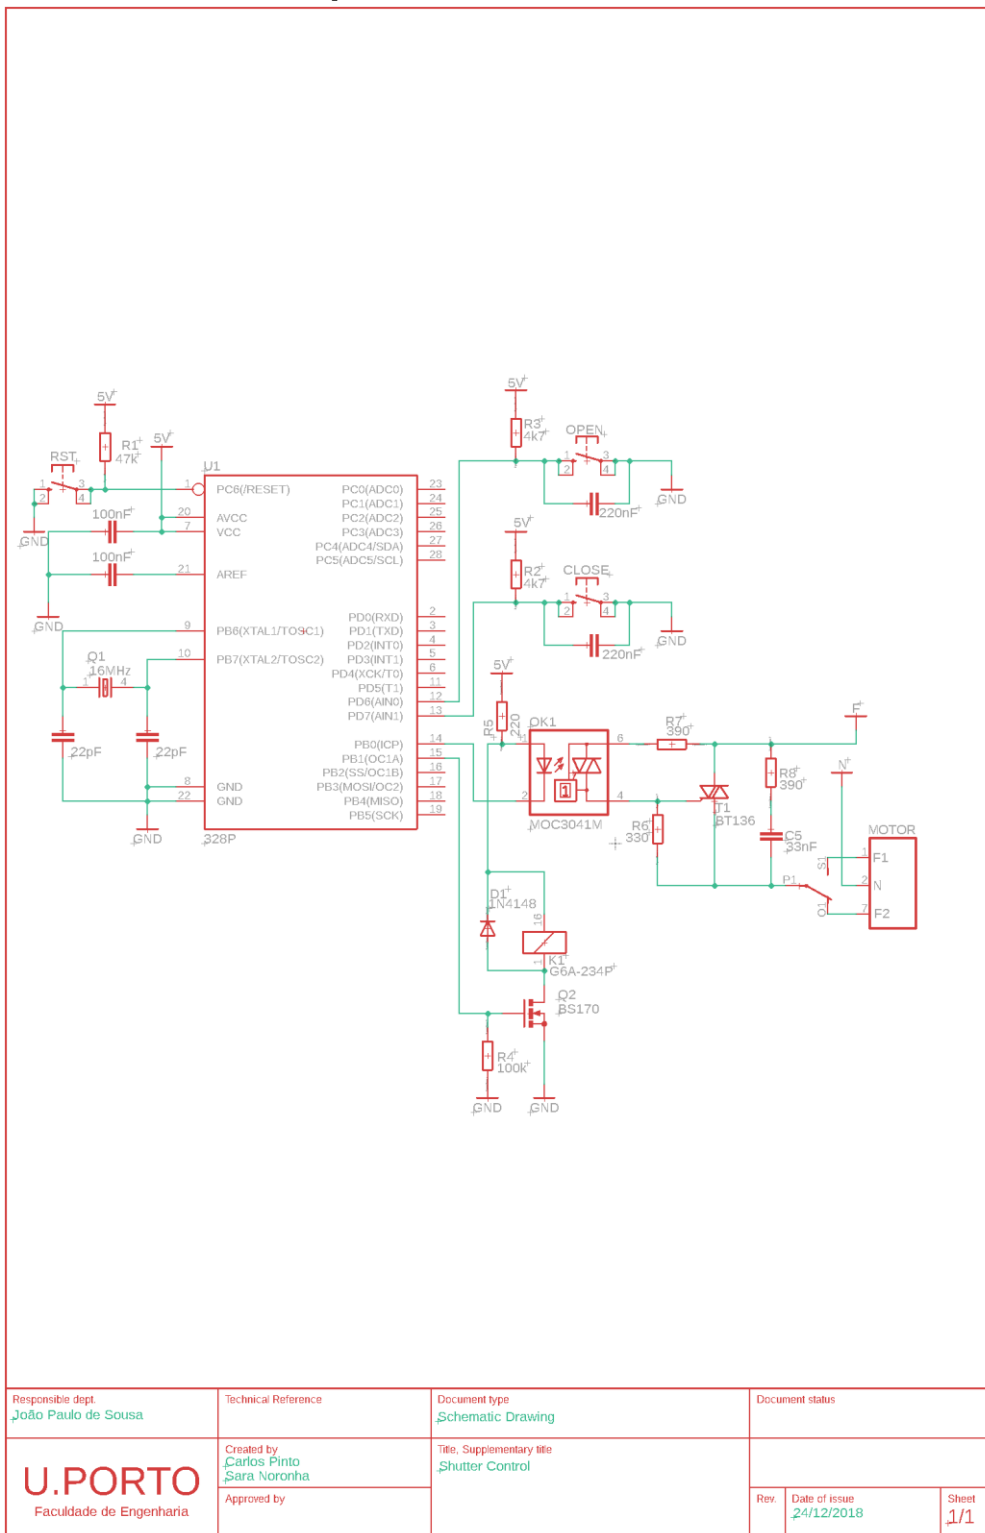 5V
R1
47k
5V
RST
1
2
3
4
GND
100nF
100nF
GND
U1
1
PC6(/RESET)
20
AVCC
7
VCC
21
AREF
9
PB6(XTAL1/TOSC1)
10
PB7(XTAL2/TOSC2)
8
GND
22
GND
PC0(ADC0)
23
PC1(ADC1)
24
PC2(ADC2)
25
PC3(ADC3)
26
PC4(ADC4/SDA)
27
PC5(ADC5/SCL)
28
PD0(RXD)
2
PD1(TXD)
3
PD2(INT0)
4
PD3(INT1)
5
PD4(XCK/T0)
6
PD5(T1)
11
PD6(AIN0)
12
PD7(AIN1)
13
PB0(ICP)
14
PB1(OC1A)
15
PB2(SS/OC1B)
16
PB3(MOSI/OC2)
17
PB4(MISO)
18
PB5(SCK)
19
328P
Q1
16MHz
1
4
22pF
22pF
GND
5V
R3
4k7
OPEN
1
2
3
4
220nF
GND
5V
R2
4k7
CLOSE
1
2
3
4
220nF
GND
5V
R5
220
OK1
1
2
6
4
1
MOC3041M
R7
390
R6
330
T1
BT136
F
R8
390
C5
33nF
N
P1
S1
O1
MOTOR
1
F1
2
N
7
F2
D1
1N4148
16
1
K1
G6A-234P
Q2
BS170
R4
100k
GND
GND
Responsible dept.
João Paulo de Sousa
Technical Reference
Document type
Schematic Drawing
Document status
U.PORTO
Faculdade de Engenharia
Created by
Carlos Pinto
Sara Noronha
Approved by
Title, Supplementary title
Shutter Control
Rev.
Date of issue
24/12/2018
Sheet
1/1